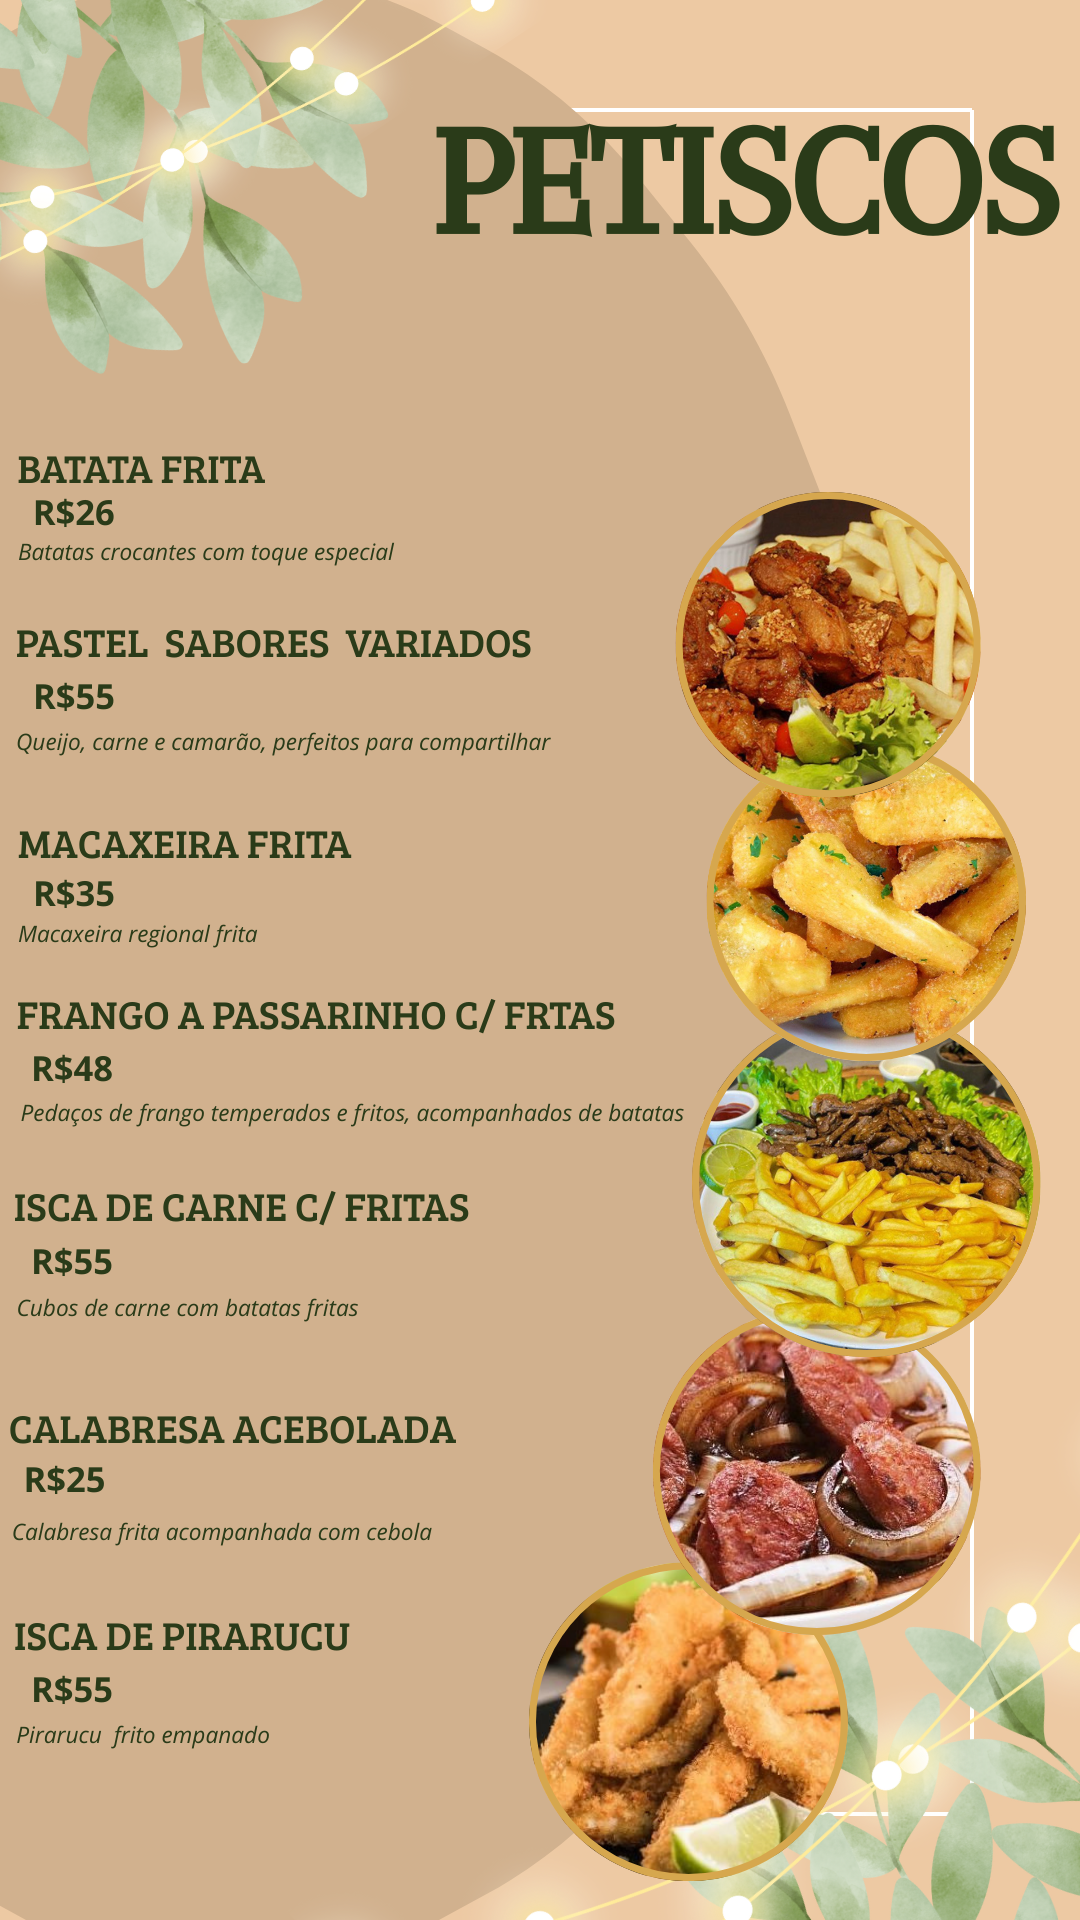 PETISCOS
BATATA FRITA
R$26
Batatas crocantes com toque especial
PASTEL SABORES VARIADOS
R$55
Queijo, carne e camarão, perfeitos para compartilhar
MACAXEIRA FRITA
R$35
Macaxeira regional frita
FRANGO A PASSARINHO C/ FRTAS
R$48
Pedaços de frango temperados e fritos, acompanhados de batatas
ISCA DE CARNE C/ FRITAS
R$55
Cubos de carne com batatas fritas
CALABRESA ACEBOLADA
R$25
Calabresa frita acompanhada com cebola
ISCA DE PIRARUCU
R$55
Pirarucu frito empanado